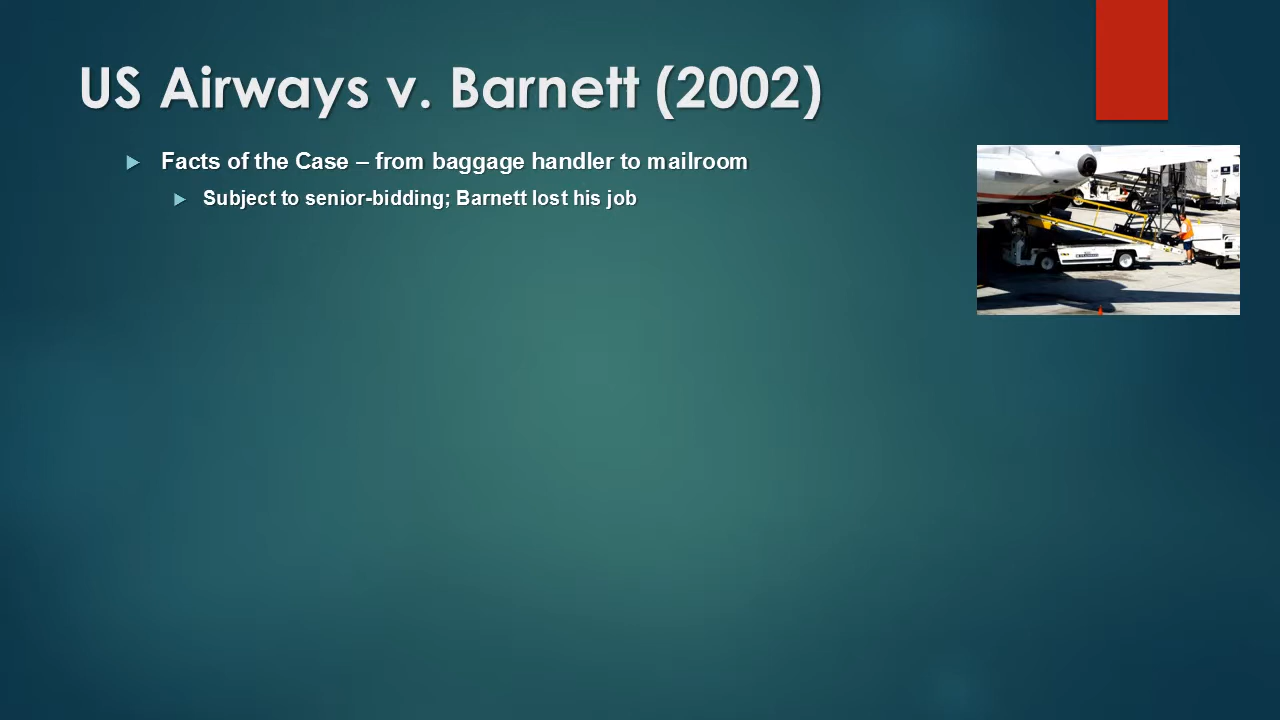 US Airways v. Barnett (2002)
Facts of the Case – from baggage handler to mailroom
Subject to senior-bidding; Barnett lost his job